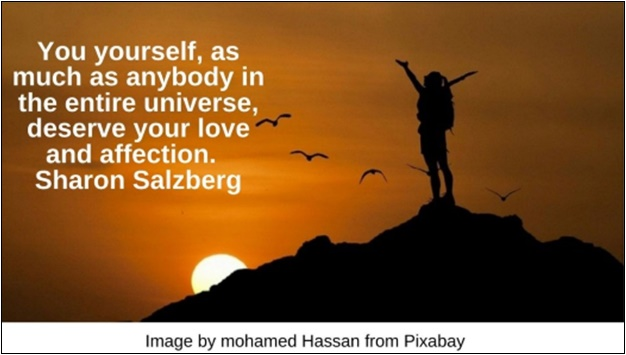 You yourself, as
much as anybody in
the entire universe,
deserve your love
and affection.
Sharon Salzberg
Image by mohamed Hassan from Pixabay